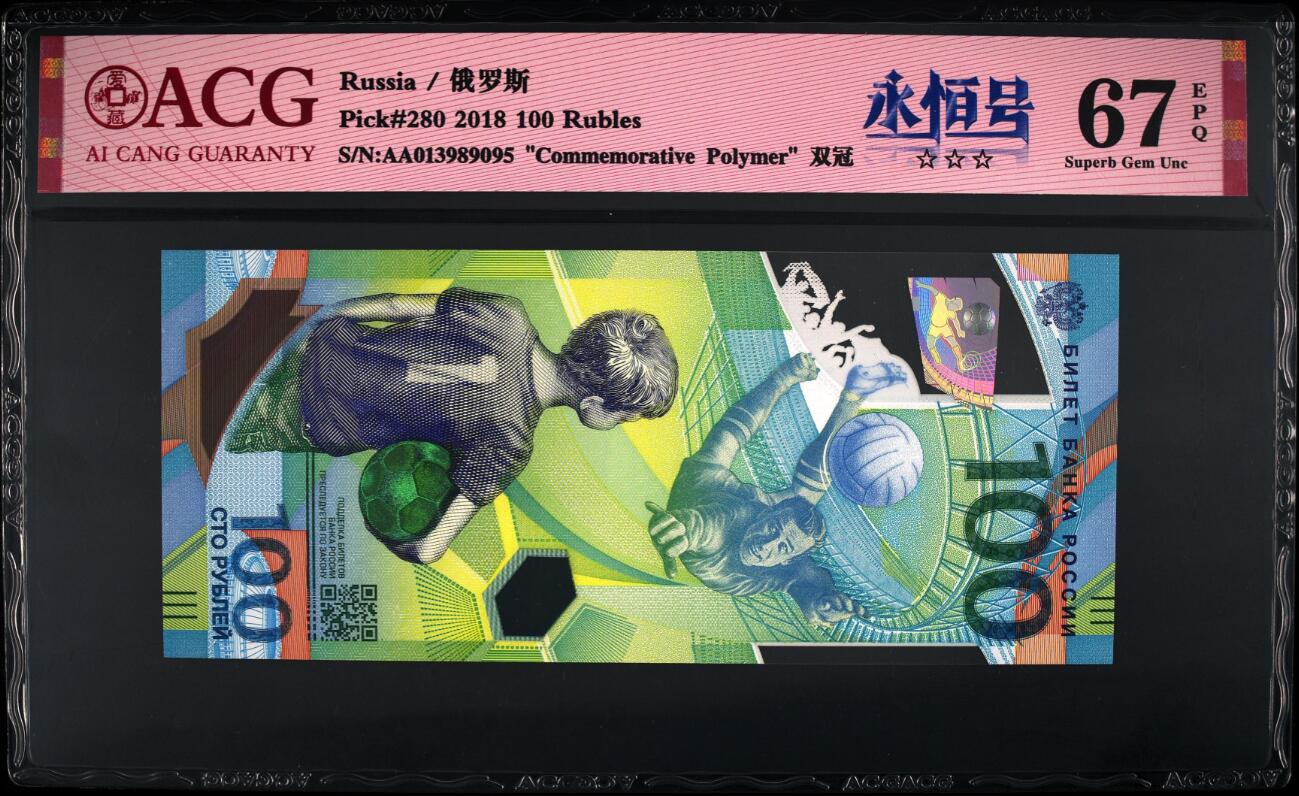 ACG
AI CANG GUARANTY
Russia / 俄罗斯
Pick#280 2018 100 Rubles
S/N:AA013989095 "Commemorative Polymer" 双冠
永恒号
☆☆☆
67
EPQ
Superb Gem Unc
БИЛЕТ БАНКА РОССИИ
100
ПОДДЕЛКА БИЛЕТОВ
БАНКА РОССИИ
ПРЕСЛЕДУЕТСЯ ПО ЗАКОНУ
100
СТО РУБЛЕЙ
1